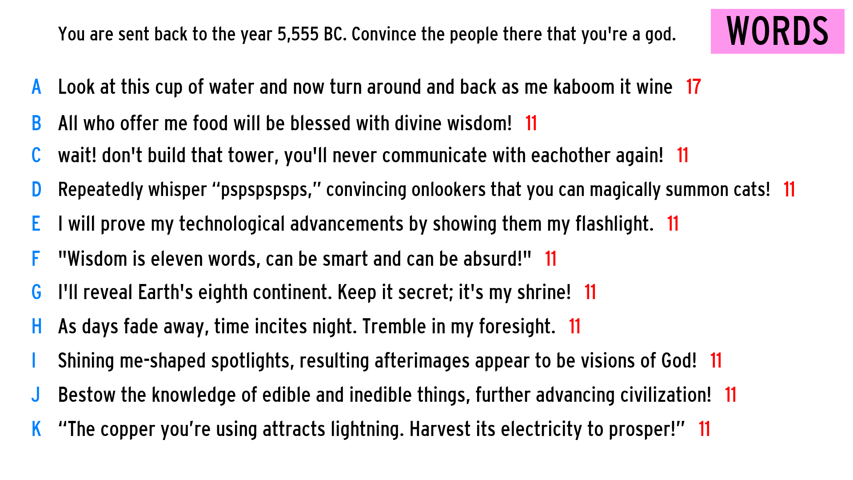 You are sent back to the year 5,555 BC. Convince the people there that you're a god.
WORDS
A Look at this cup of water and now turn around and back as me kaboom it wine 17
B All who offer me food will be blessed with divine wisdom! 11
C wait! don't build that tower, you'll never communicate with eachother again! 11
D Repeatedly whisper “pspspspsps,” convincing onlookers that you can magically summon cats! 11
E I will prove my technological advancements by showing them my flashlight. 11
F "Wisdom is eleven words, can be smart and can be absurd!" 11
G I'll reveal Earth's eighth continent. Keep it secret; it's my shrine! 11
H As days fade away, time incites night. Tremble in my foresight. 11
I Shining me-shaped spotlights, resulting afterimages appear to be visions of God! 11
J Bestow the knowledge of edible and inedible things, further advancing civilization! 11
K “The copper you’re using attracts lightning. Harvest its electricity to prosper!” 11